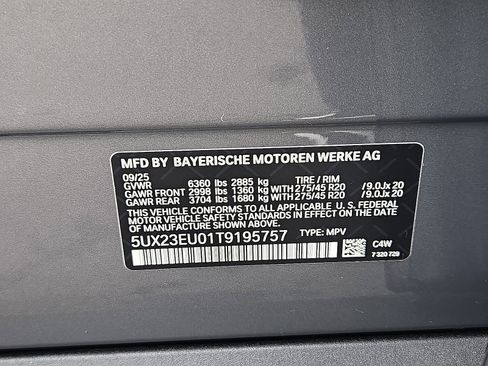 MFD BY BAYERISCHE MOTOREN WERKE AG
09/25
GVWR 6360 lbs 2885 kg TIRE / RIM
GAWR FRONT 2998 lbs 1360 kg WITH 275/45 R20 /9.0Jx 20
GAWR REAR 3704 lbs 1680 kg WITH 275/45 R20 /9.0Jx 20
THIS VEHICLE CONFORMS TO ALL APPLICABLE U.S. FEDERAL
MOTOR VEHICLE SAFETY STANDARDS IN EFFECT ON THE
DATE OF MANUFACTURE SHOWN ABOVE.
5UX23EU01T9195757 TYPE: MPV
C4W
7 320 729